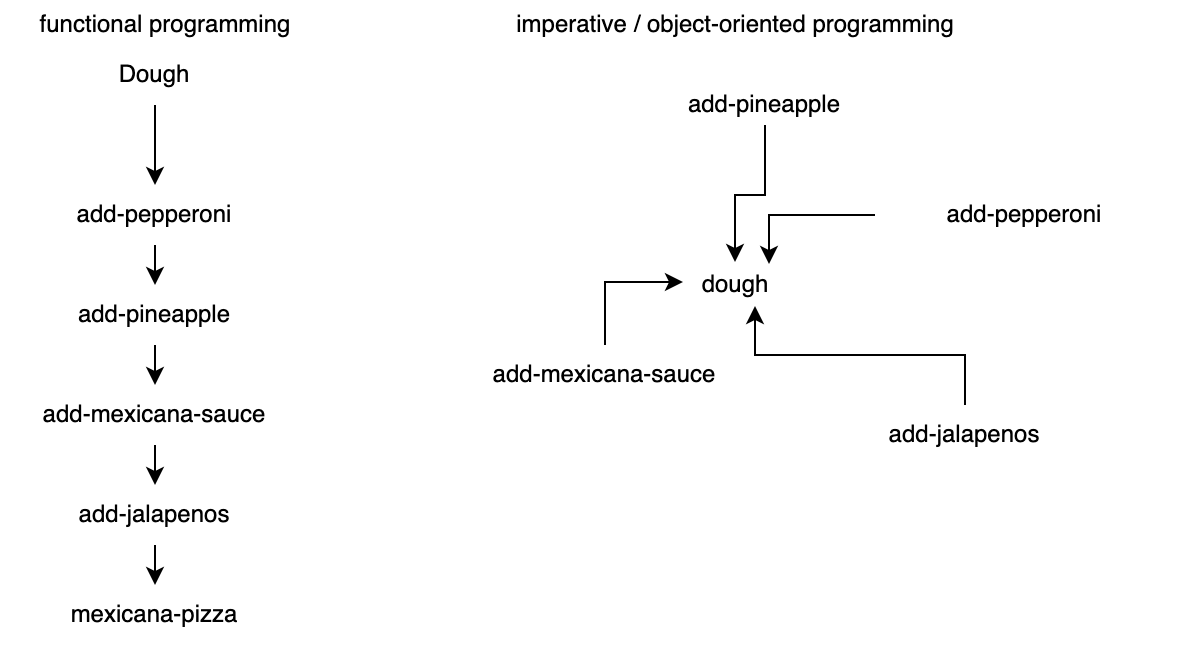 functional programming
Dough
add-pepperoni
add-pineapple
add-mexicana-sauce
add-jalapenos
mexicana-pizza
imperative / object-oriented programming
add-pineapple
add-pepperoni
dough
add-mexicana-sauce
add-jalapenos